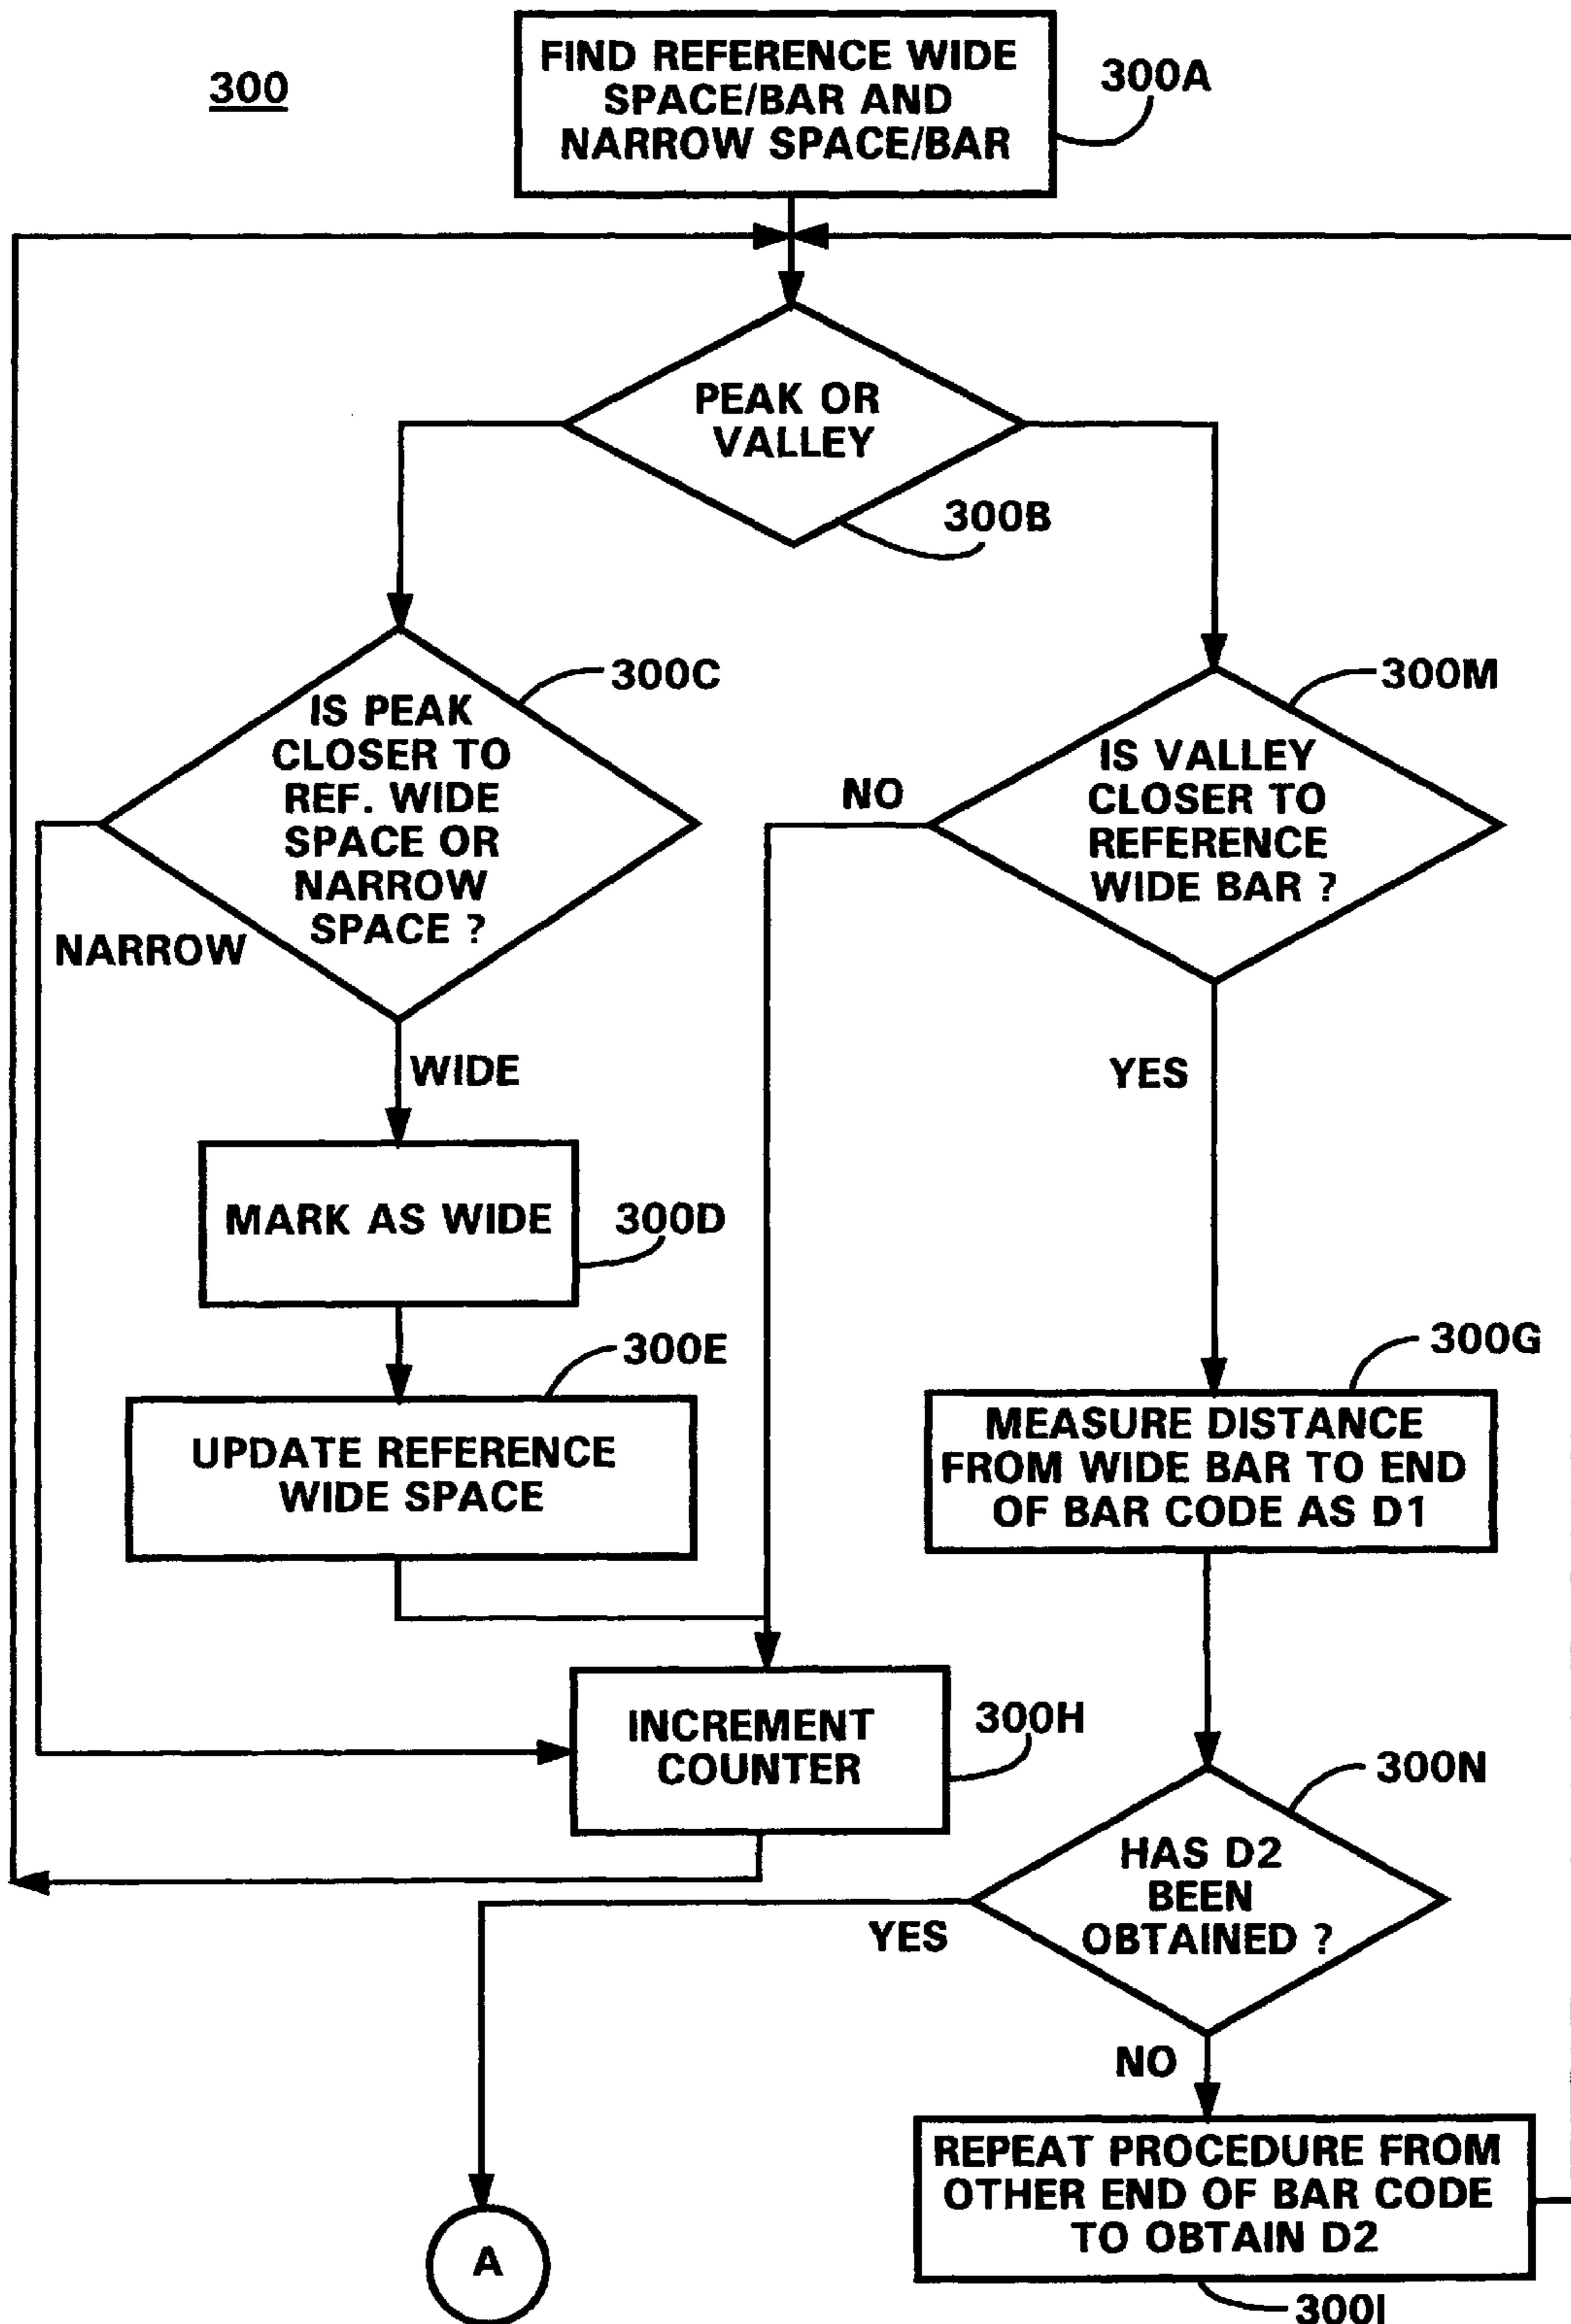 300
FIND REFERENCE WIDE
SPACE/BAR AND
NARROW SPACE/BAR
300A
PEAK OR
VALLEY
300B
IS PEAK
CLOSER TO
REF. WIDE
SPACE OR
NARROW
SPACE ?
300C
NARROW
WIDE
IS VALLEY
CLOSER TO
REFERENCE
WIDE BAR ?
300M
NO
YES
MARK AS WIDE
300D
UPDATE REFERENCE
WIDE SPACE
300E
MEASURE DISTANCE
FROM WIDE BAR TO END
OF BAR CODE AS D1
300G
INCREMENT
COUNTER
300H
HAS D2
BEEN
OBTAINED ?
300N
YES
NO
REPEAT PROCEDURE FROM
OTHER END OF BAR CODE
TO OBTAIN D2
A